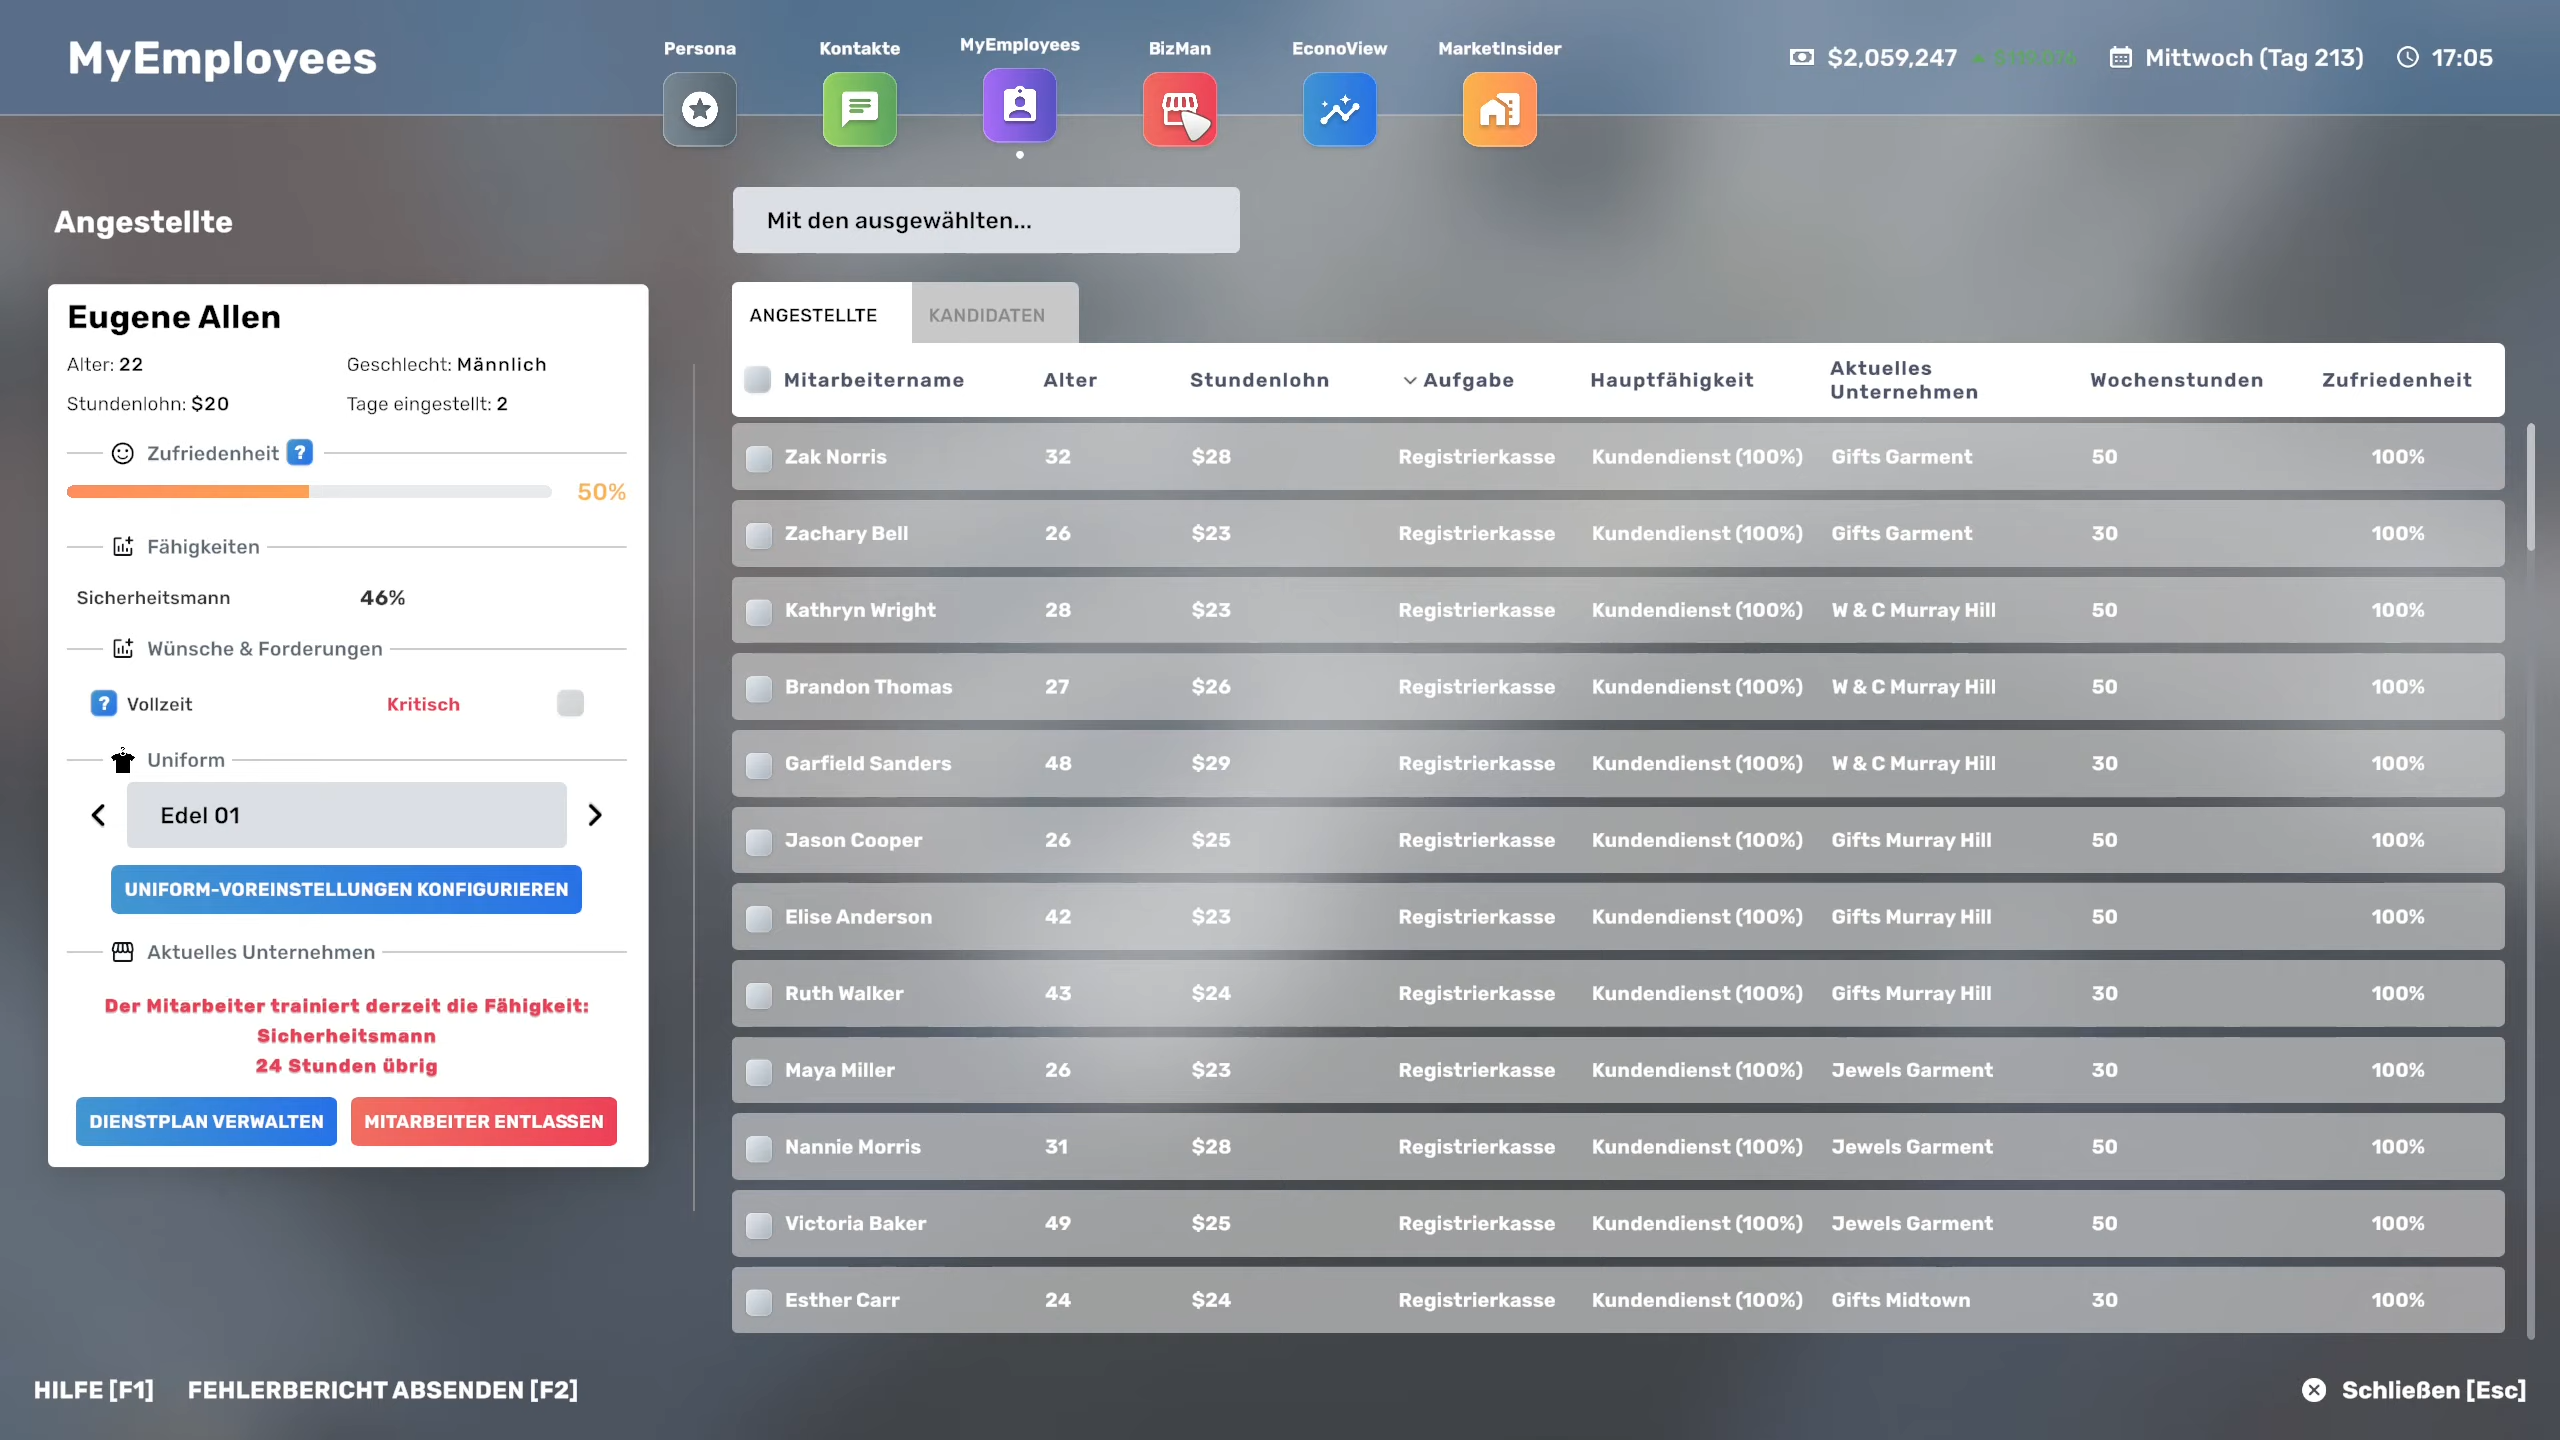 MyEmployees
Persona
Kontakte
MyEmployees
BizMan
EconoView
MarketInsider
$2,059,247
Mittwoch (Tag 213)
17:05
Angestellte
Mit den ausgewählten...
Eugene Allen
Alter: 22
Geschlecht: Männlich
Stundenlohn: $20
Tage eingestellt: 2
Zufriedenheit ?
50%
Fähigkeiten
Sicherheitsmann 46%
Wünsche & Forderungen
? Vollzeit Kritisch
Uniform
Edel 01
UNIFORM-VOREINSTELLUNGEN KONFIGURIEREN
Aktuelles Unternehmen
Der Mitarbeiter trainiert derzeit die Fähigkeit:
Sicherheitsmann
24 Stunden übrig
DIENSTPLAN VERWALTEN
MITARBEITER ENTLASSEN
ANGESTELLTE
KANDIDATEN
Mitarbeitername Alter Stundenlohn Aufgabe Hauptfähigkeit Aktuelles Unternehmen Wochenstunden Zufriedenheit
Zak Norris 32 $28 Registrierkasse Kundendienst (100%) Gifts Garment 50 100%
Zachary Bell 26 $23 Registrierkasse Kundendienst (100%) Gifts Garment 30 100%
Kathryn Wright 28 $23 Registrierkasse Kundendienst (100%) W & C Murray Hill 50 100%
Brandon Thomas 27 $26 Registrierkasse Kundendienst (100%) W & C Murray Hill 50 100%
Garfield Sanders 48 $29 Registrierkasse Kundendienst (100%) W & C Murray Hill 30 100%
Jason Cooper 26 $25 Registrierkasse Kundendienst (100%) Gifts Murray Hill 50 100%
Elise Anderson 42 $23 Registrierkasse Kundendienst (100%) Gifts Murray Hill 50 100%
Ruth Walker 43 $24 Registrierkasse Kundendienst (100%) Gifts Murray Hill 30 100%
Maya Miller 26 $23 Registrierkasse Kundendienst (100%) Jewels Garment 30 100%
Nannie Morris 31 $28 Registrierkasse Kundendienst (100%) Jewels Garment 50 100%
Victoria Baker 49 $25 Registrierkasse Kundendienst (100%) Jewels Garment 50 100%
Esther Carr 24 $24 Registrierkasse Kundendienst (100%) Gifts Midtown 30 100%
HILFE [F1]
FEHLERBERICHT ABSENDEN [F2]
Schließen [Esc]